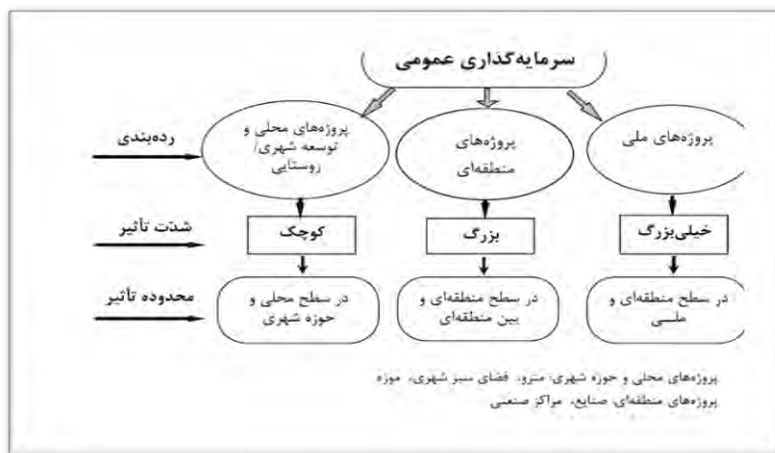 سرمایه‌گذاری عمومی
رده‌بندی
پروژه‌های ملی
پروژه‌های
منطقه‌ای
پروژه‌های محلی و
توسعه شهری/
روستایی
شدّت تأثیر
خیلی‌بزرگ
بزرگ
کوچک
محدوده تأثیر
در سطح منطقه‌ای و
ملـــی
در سطح منطقه‌ای و
بین منطقه‌ای
در سطح محلی و
حوزه شهری
پروژه‌های محلی و حوزه شهری: مترو، فضای سبز شهری، موزه
پروژه‌های منطقه‌ای: صنایع، مراکز صنعتی